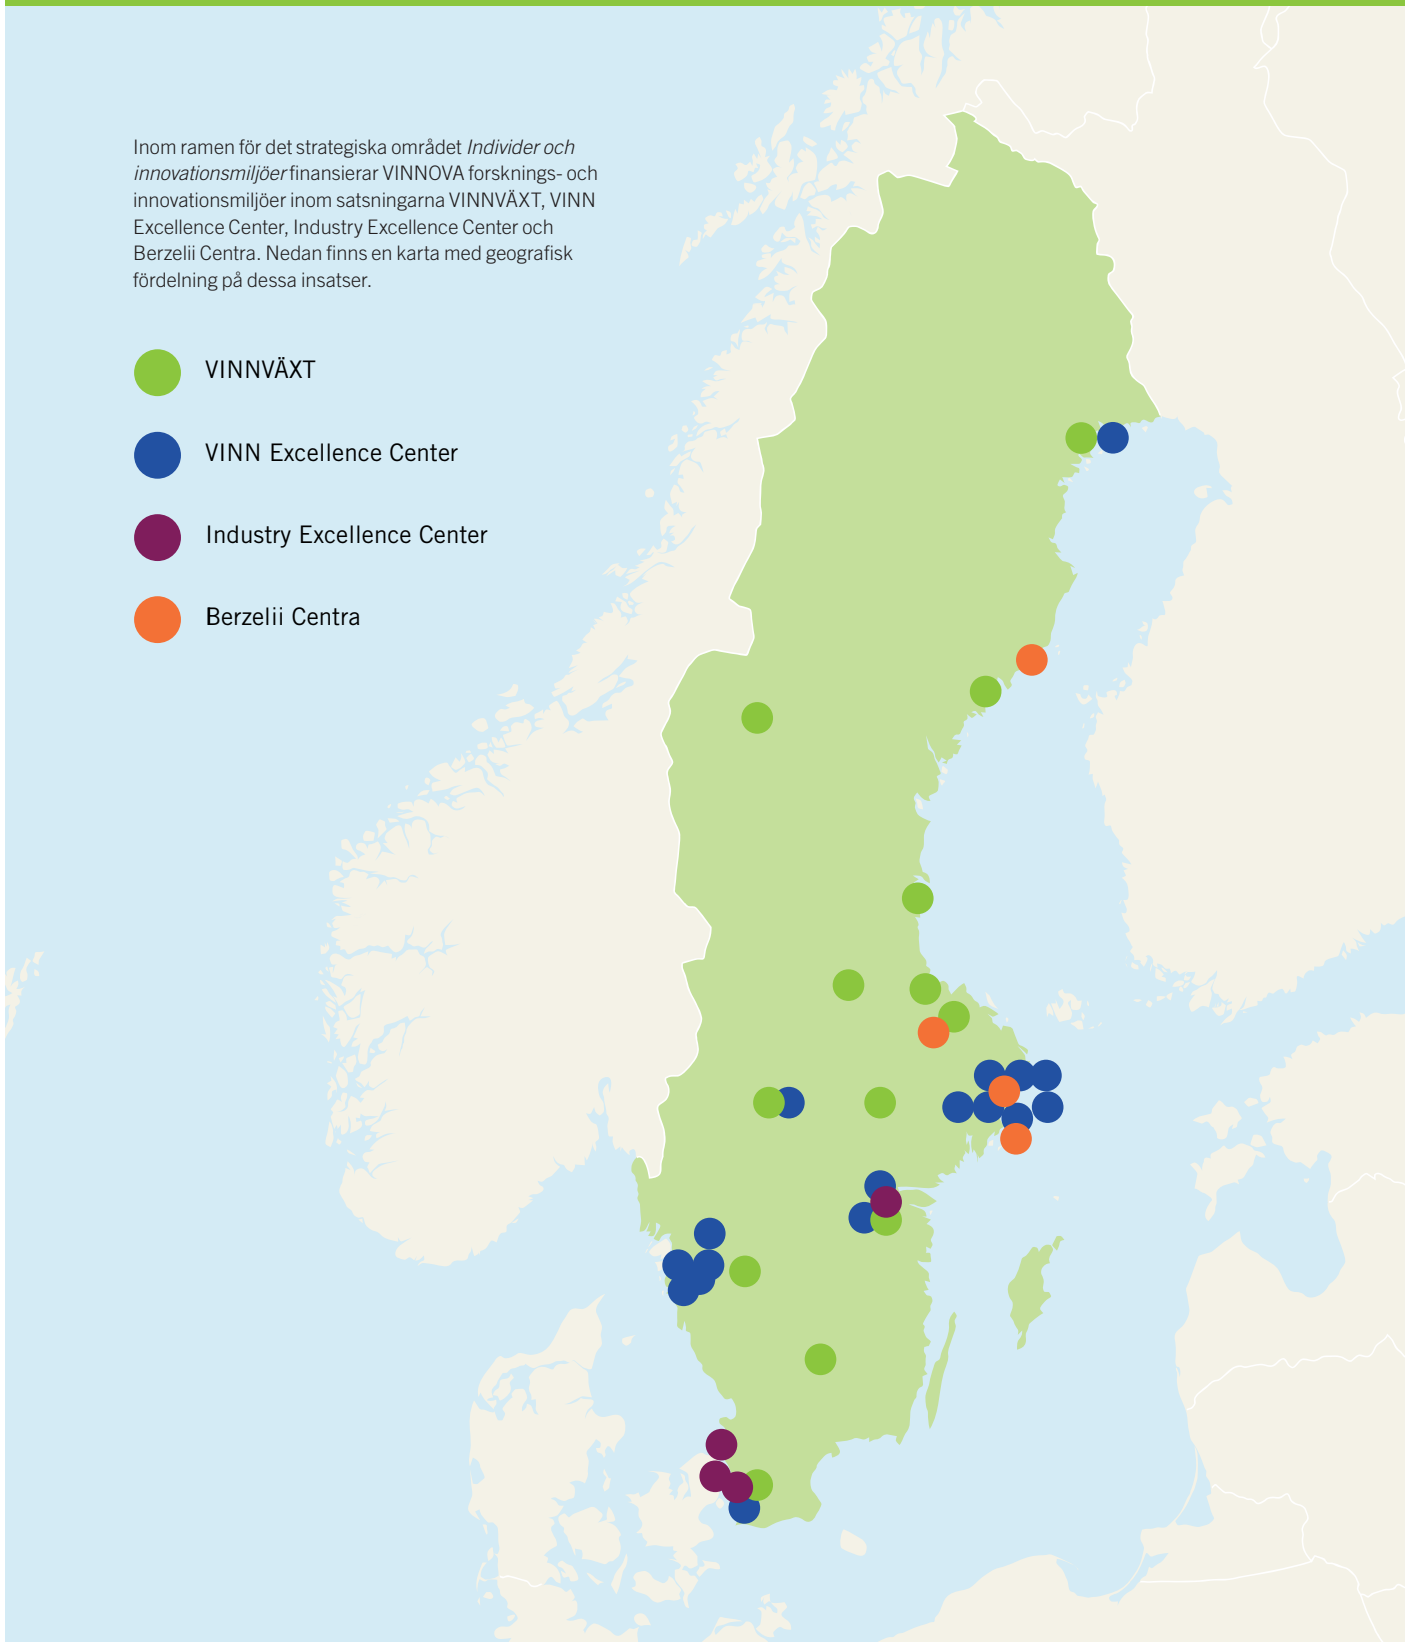 Inom ramen för det strategiska området Individer och
innovationsmiljöer finansierar VINNOVA forsknings- och
innovationsmiljöer inom satsningarna VINNVÄXT, VINN
Excellence Center, Industry Excellence Center och
Berzelii Centra. Nedan finns en karta med geografisk
fördelning på dessa insatser.
VINNVÄXT
VINN Excellence Center
Industry Excellence Center
Berzelii Centra